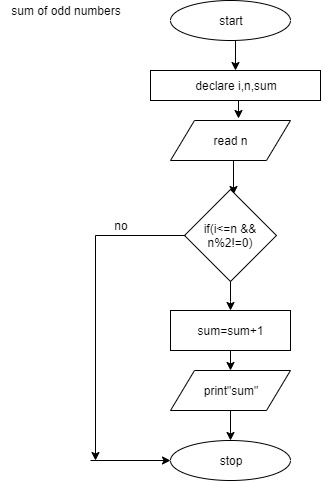 sum of odd numbers
start
declare i,n,sum
read n
if(i<=n &&
n%2!=0)
no
sum=sum+1
print"sum"
stop